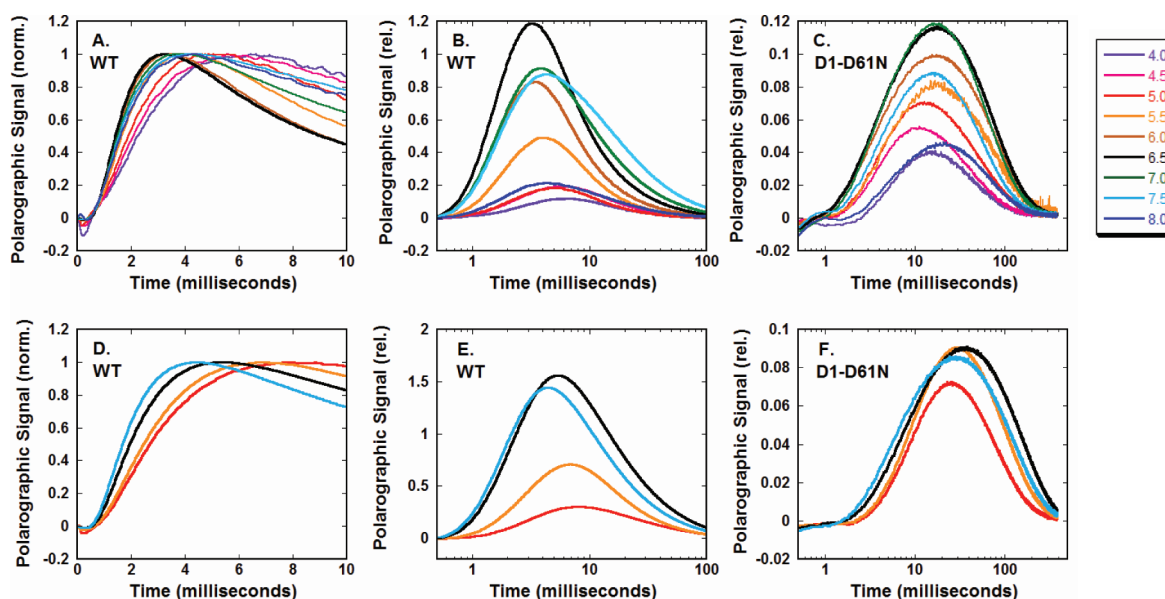 Polarographic Signal (norm.)
1.2
1
0.8
0.6
0.4
0.2
0
-0.2
A.
WT
0 2 4 6 8 10
Time (milliseconds)
Polarographic Signal (rel.)
1.2
1.0
0.8
0.6
0.4
0.2
0
-0.2
B.
WT
1 10 100
Time (milliseconds)
Polarographic Signal (rel.)
0.12
0.1
0.08
0.06
0.04
0.02
0
-0.02
C.
D1-D61N
1 10 100
Time (milliseconds)
4.0
4.5
5.0
5.5
6.0
6.5
7.0
7.5
8.0
Polarographic Signal (norm.)
1.2
1
0.8
0.6
0.4
0.2
0
-0.2
D.
WT
0 2 4 6 8 10
Time (milliseconds)
Polarographic Signal (rel.)
2
1.5
1
0.5
0
E.
WT
1 10 100
Time (milliseconds)
Polarographic Signal (rel.)
0.1
0.08
0.06
0.04
0.02
0
-0.02
F.
D1-D61N
1 10 100
Time (milliseconds)